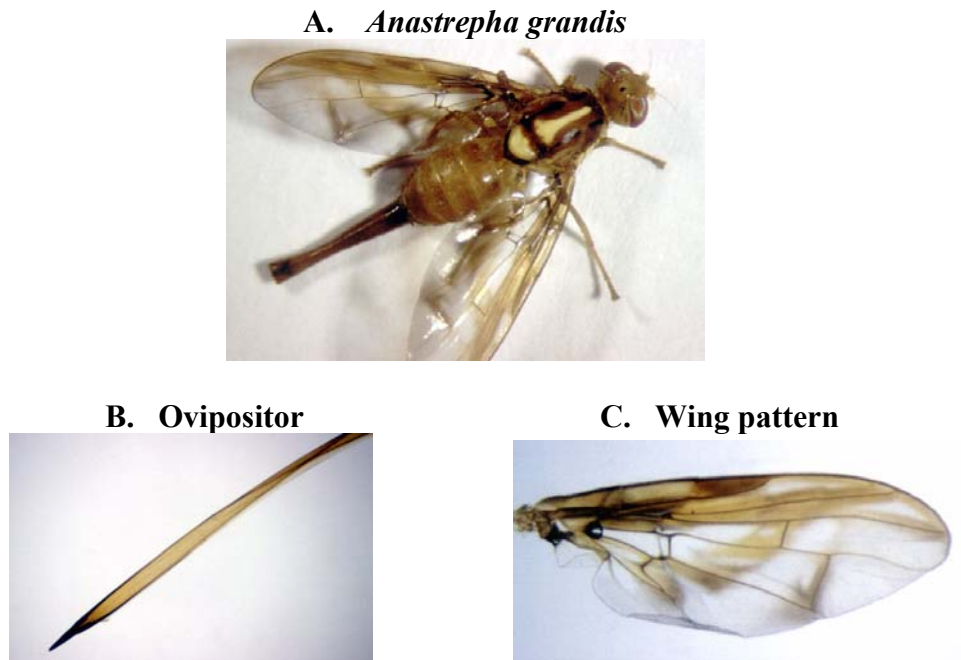 A. Anastrepha grandis
B. Ovipositor
C. Wing pattern